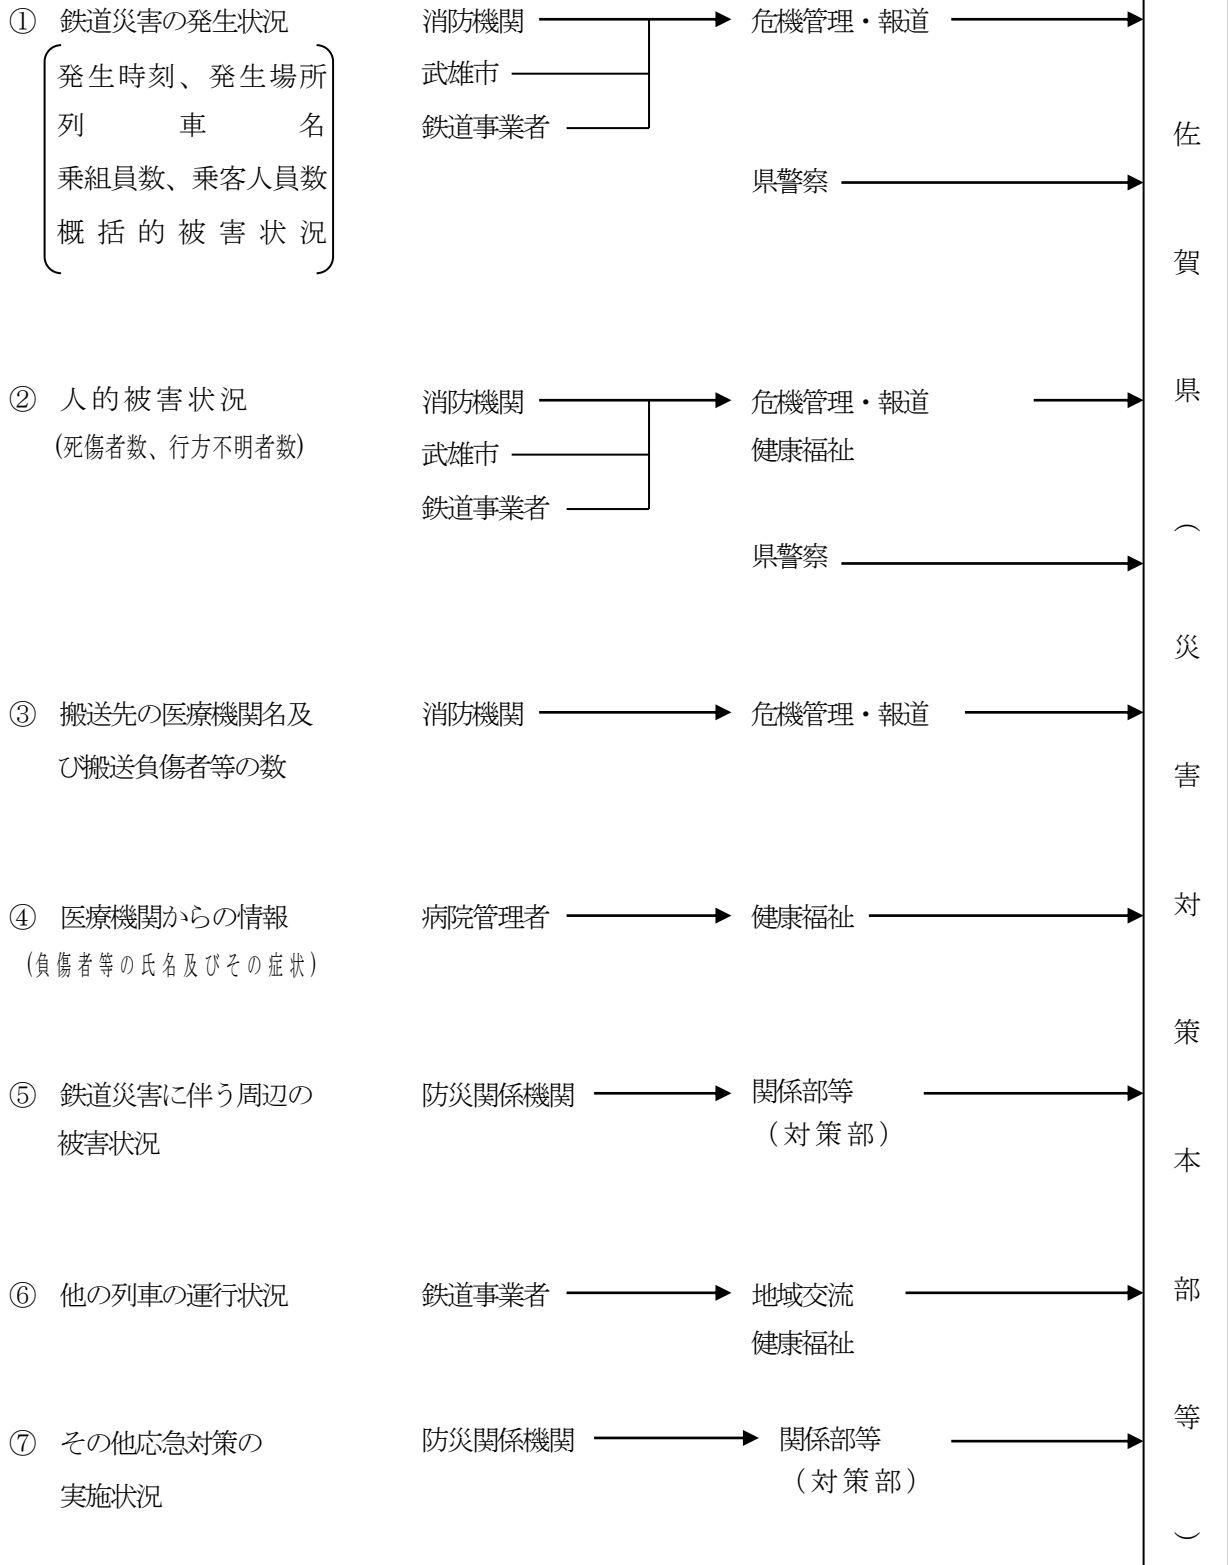 ① 鉄道災害の発生状況 消防機関 危機管理・報道
発生時刻、発生場所 武雄市
列車名 鉄道事業者
乗組員数、乗客人員数 県警察
概括的被害状況
② 人的被害状況 消防機関 危機管理・報道
(死傷者数、行方不明者数) 武雄市 健康福祉
鉄道事業者
県警察
③ 搬送先の医療機関名及 消防機関 危機管理・報道
び搬送負傷者等の数
④ 医療機関からの情報 病院管理者 健康福祉
(負傷者等の氏名及びその症状)
⑤ 鉄道災害に伴う周辺の 防災関係機関 関係部等
被害状況 (対策部)
⑥ 他の列車の運行状況 鉄道事業者 地域交流
健康福祉
⑦ その他応急対策の 防災関係機関 関係部等
実施状況 (対策部)
佐賀県(災害対策本部等)